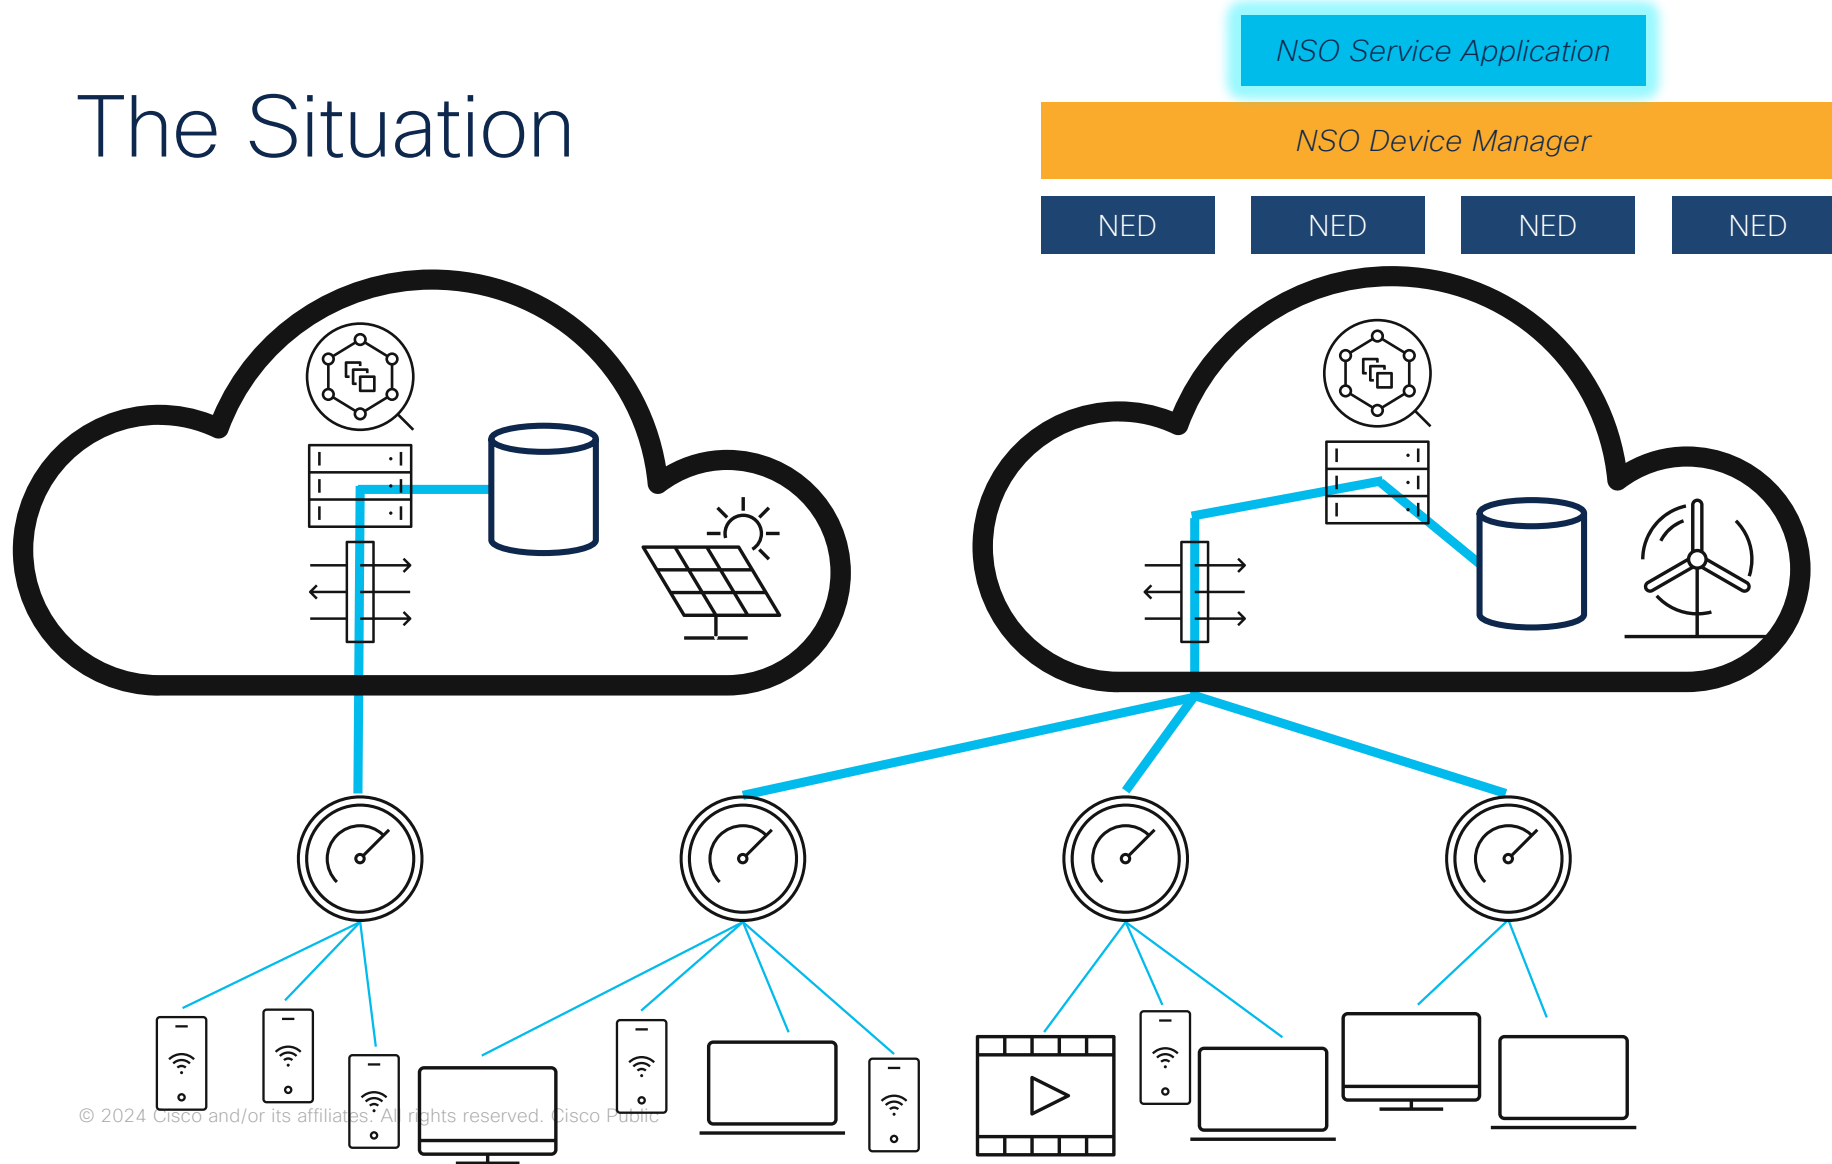 NSO Service Application
The Situation
NSO Device Manager
NED
NED
NED
NED
© 2024 Cisco and/or its affiliates. All rights reserved. Cisco Public